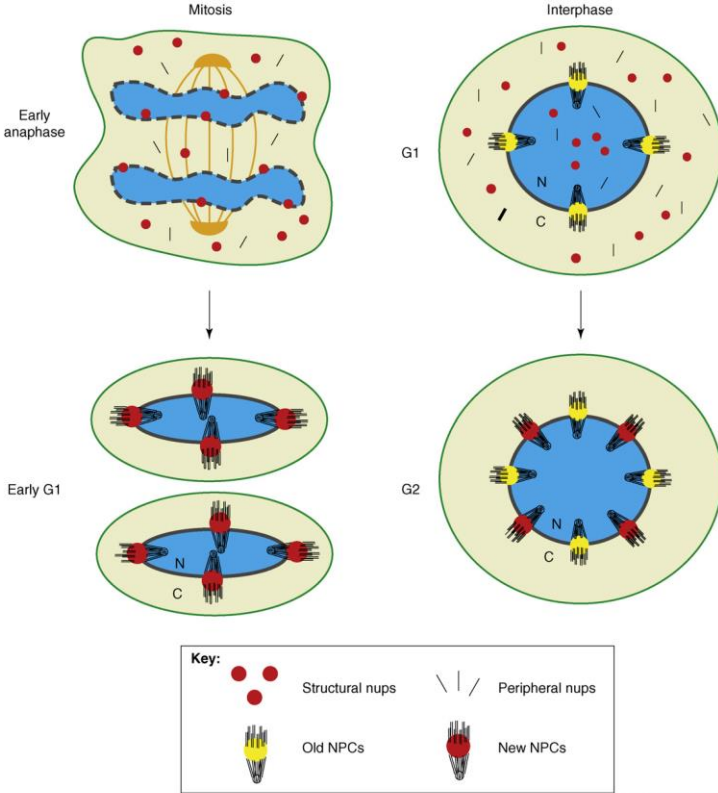 Mitosis
Interphase
Early
anaphase
G1
N
C
Early G1
N
C
G2
N
C
Key:
Structural nups
Peripheral nups
Old NPCs
New NPCs